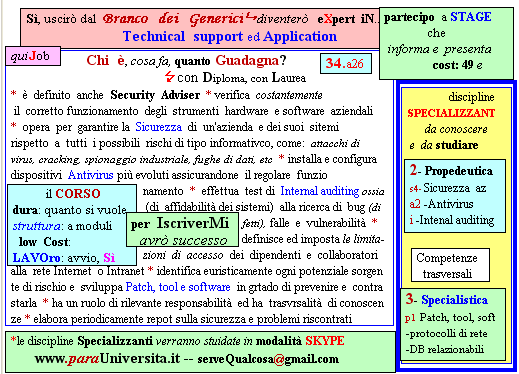 Si, uscirò dal Branco dei Generici diventerò eXpert iN..
Technical support ed Application
partecipo a STAGE
che
informa e presenta
cost: 49 e
quiJob
Chi è, cosa fa, quanto Guadagna?
con Diploma, con Laurea
34.a26
* è definito anche Security Adviser * verifica costantemente
il corretto funzionamento degli strumenti hardware e software aziendali
* opera per garantire la Sicurezza di un'azienda e dei suoi sitemi
rispetto a tutti i possibili rischi di tipo informatvco, come: attacchi di
virus, cracking, spionaggio industriale, fughe di dati, etc * installa e configura
dispositivi Antivirus più evoluti assicurandone il regolare funzio
namento * effettua test di Internal auditing ossia
(di affidabilità dei sistemi) alla ricerca di bug (di
fetti), falle e vulnerabilità *
definisce ed imposta le limita-
zioni di accesso dei dipendenti e collaboratori
alla rete Internet o Intranet * identifica euristicamente ogni potenziale sorgen
te di rischio e sviluppa Patch, tool e software in grtado di prevenire e contra
starla * ha un ruolo di rilevante responsabilità ed ha trasvrsalità di conoscen
ze * elabora periodicamente repot sulla sicurezza e problemi riscontrati
il CORSO
dura: quanto si vuole
struttura: a moduli
low Cost:
LAVOro: avvio, Si
per IscriverMi
avrò successo
discipline
SPECIALIZZANT
da conoscere
e da studiare
2- Propedeutica
s4- Sicurezza az
a2 -Antivirus
i -Intenal auditing
Competenze
trasversali
3- Specialistica
p1 Patch, tool, soft
-protocolli di rete
-DB relazionabili
*le discipline Specializzanti verranno stuidate in modalità SKYPE
www.paraUniversita.it -- serveQualcosa@gmail.com